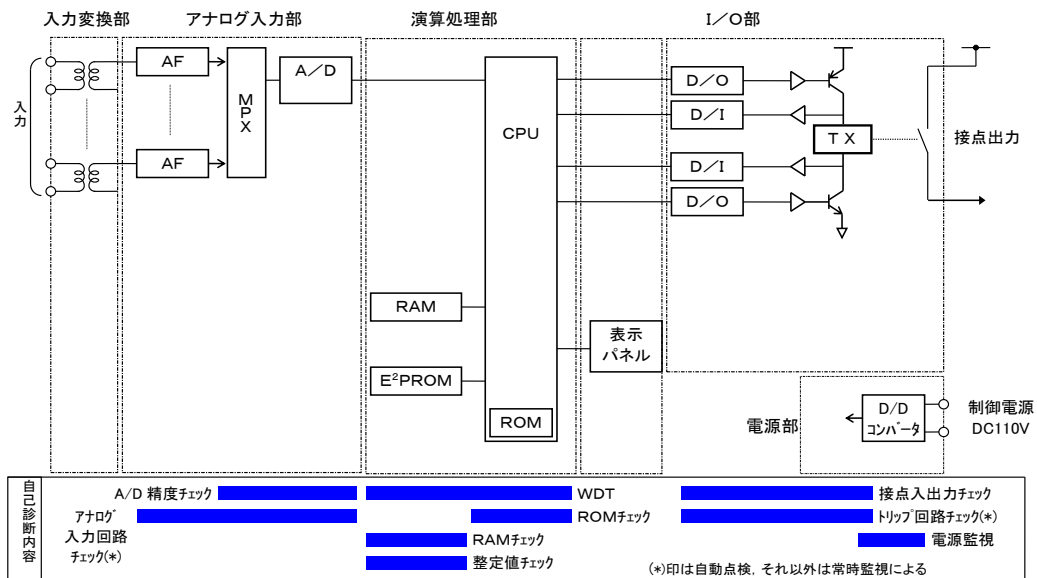 入力変換部
アナログ入力部
演算処理部
I/O部
入力
AF
AF
MPX
A/D
CPU
RAM
E²PROM
ROM
表示
パネル
D/O
D/I
D/I
D/O
TX
接点出力
電源部
D/D
コンバータ
制御電源
DC110V
自己診断内容
A/D 精度チェック
WDT
接点入出力チェック
アナログ
入力回路
チェック(*)
ROMチェック
トリップ回路チェック(*)
RAMチェック
電源監視
整定値チェック
(*)印は自動点検, それ以外は常時監視による